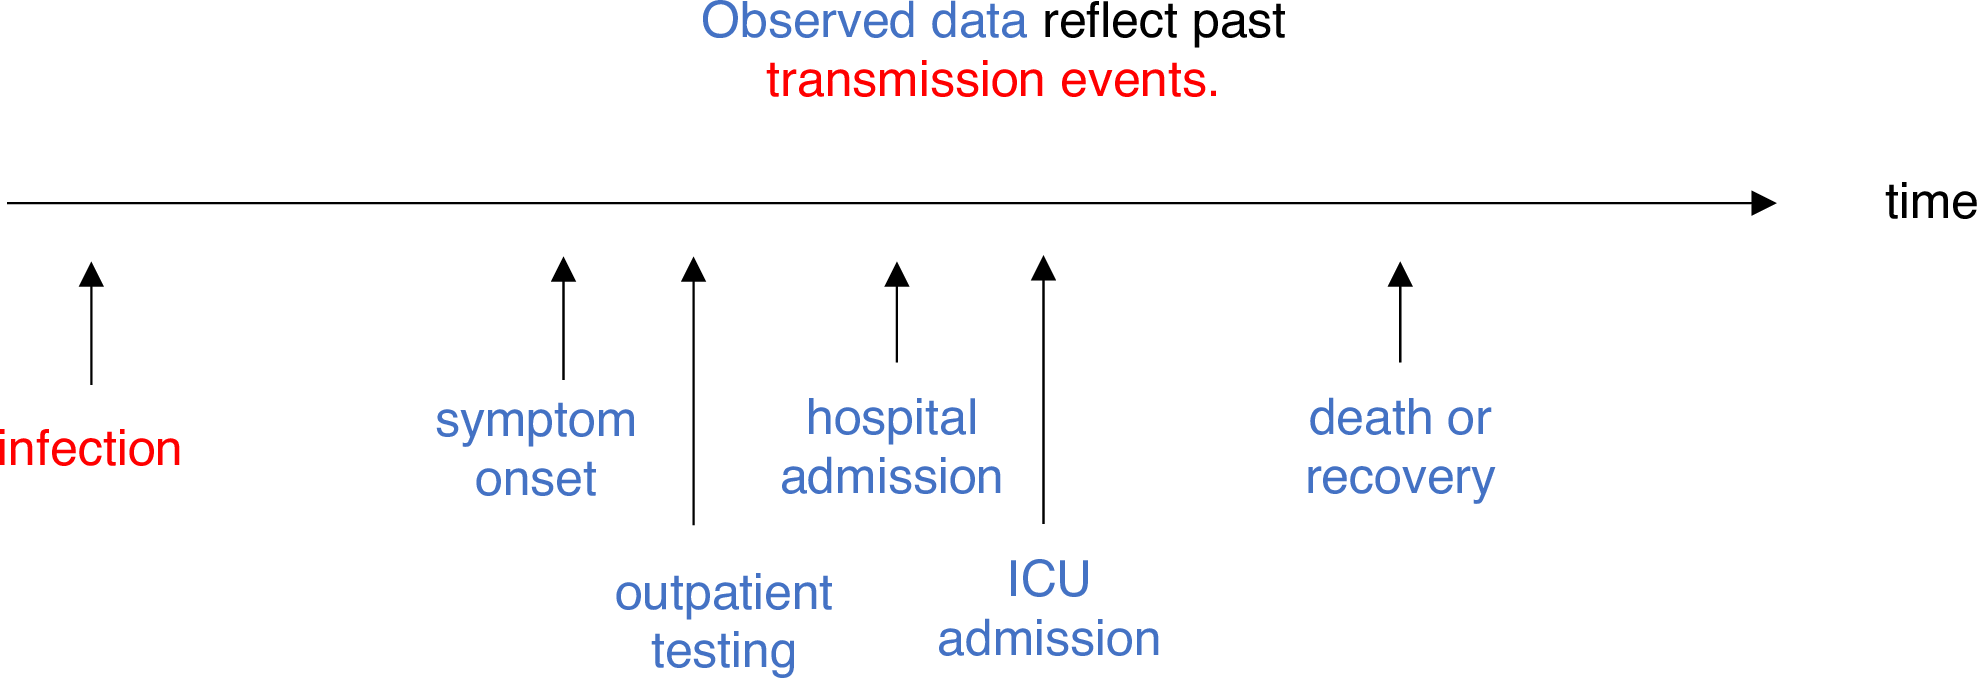 Observed data reflect past
transmission events.
time
infection
symptom
onset
outpatient
testing
hospital
admission
ICU
admission
death or
recovery